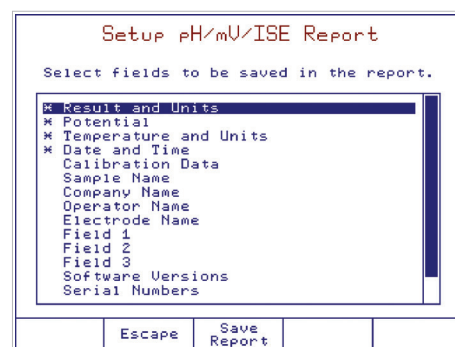 Setup pH/mV/ISE Report
Select fields to be saved in the report.
* Result and Units
* Potential
* Temperature and Units
* Date and Time
Calibration Data
Sample Name
Company Name
Operator Name
Electrode Name
Field 1
Field 2
Field 3
Software Versions
Serial Numbers
Escape
Save
Report